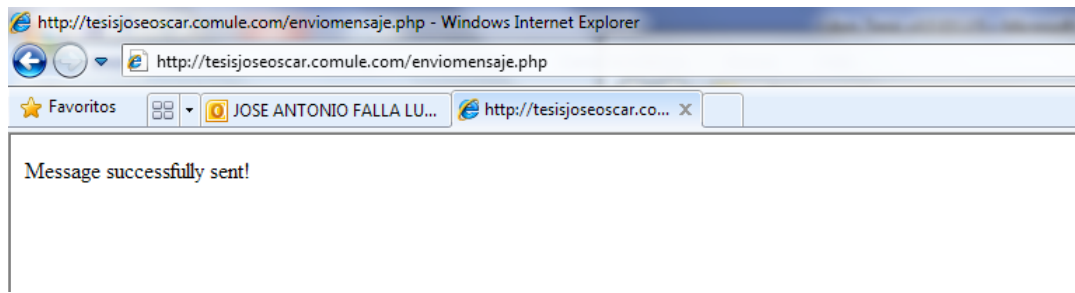 http://tesisjoseoscar.comule.com/enviomensaje.php - Windows Internet Explorer
http://tesisjoseoscar.comule.com/enviomensaje.php
Favoritos JOSE ANTONIO FALLA LU... http://tesisjoseoscar.co... X
Message successfully sent!